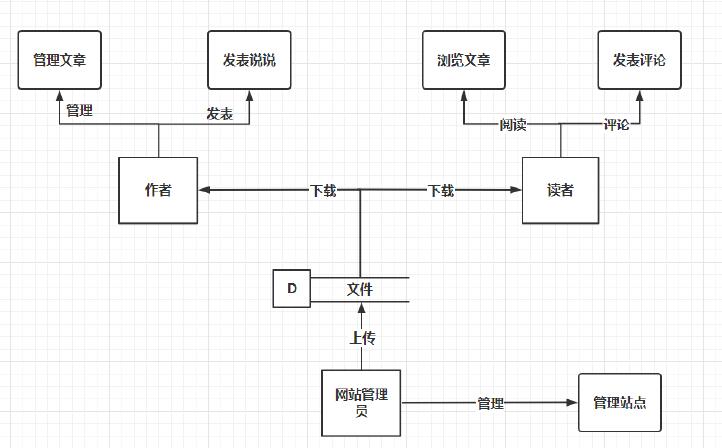 管理文章
发表说说
浏览文章
发表评论
管理
发表
阅读
评论
作者
下载
下载
读者
D
文件
上传
网站管理
员
管理
管理站点